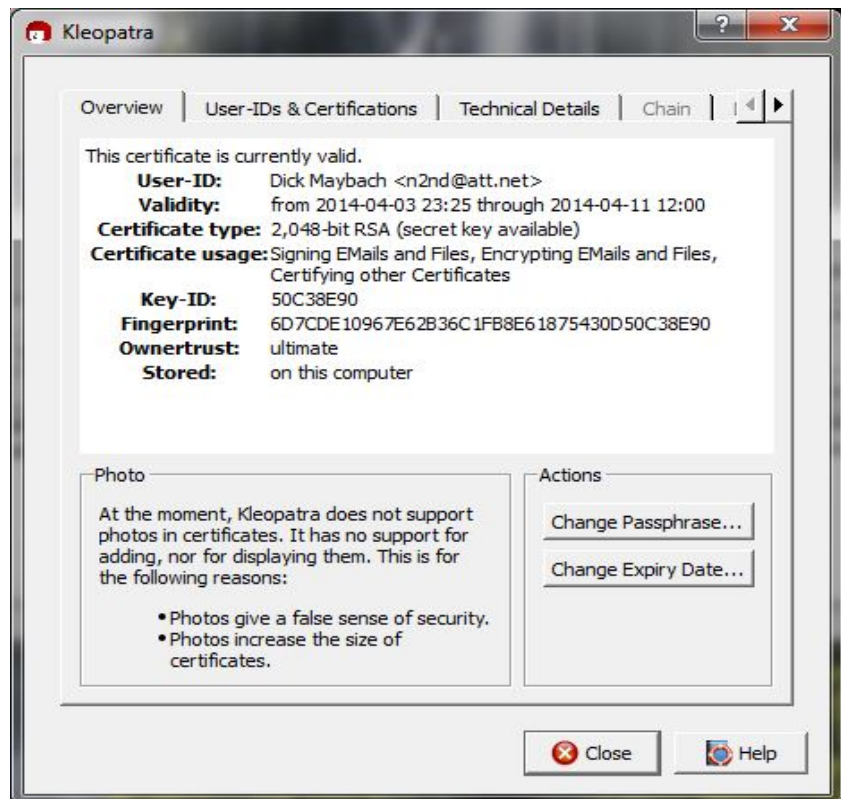 Kleopatra
Overview User-IDs & Certifications Technical Details Chain
This certificate is currently valid.
User-ID: Dick Maybach <n2nd@att.net>
Validity: from 2014-04-03 23:25 through 2014-04-11 12:00
Certificate type: 2,048-bit RSA (secret key available)
Certificate usage: Signing EMails and Files, Encrypting EMails and Files,
Certifying other Certificates
Key-ID: 50C38E90
Fingerprint: 6D7CDE10967E62B36C1FB8E61875430D50C38E90
Ownertrust: ultimate
Stored: on this computer
Photo
At the moment, Kleopatra does not support
photos in certificates. It has no support for
adding, nor for displaying them. This is for
the following reasons:
•Photos give a false sense of security.
•Photos increase the size of
certificates.
Actions
Change Passphrase...
Change Expiry Date...
Close Help